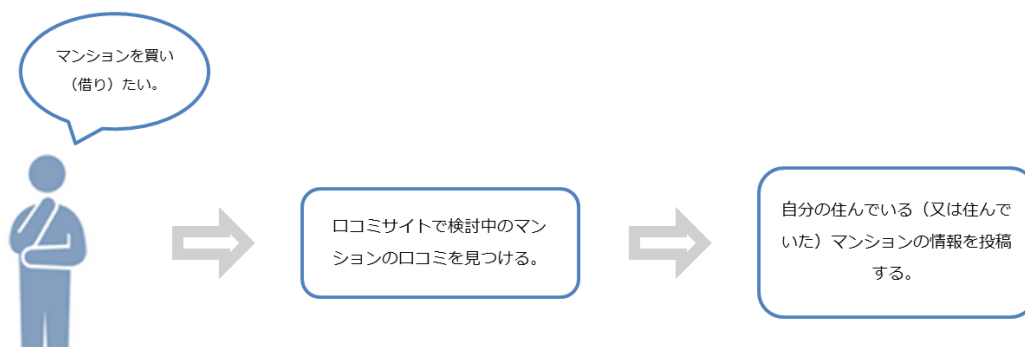 マンションを買い
（借り）たい。
口コミサイトで検討中のマン
ションの口コミを見つける。
自分の住んでいる（又は住んで
いた）マンションの情報を投稿
する。